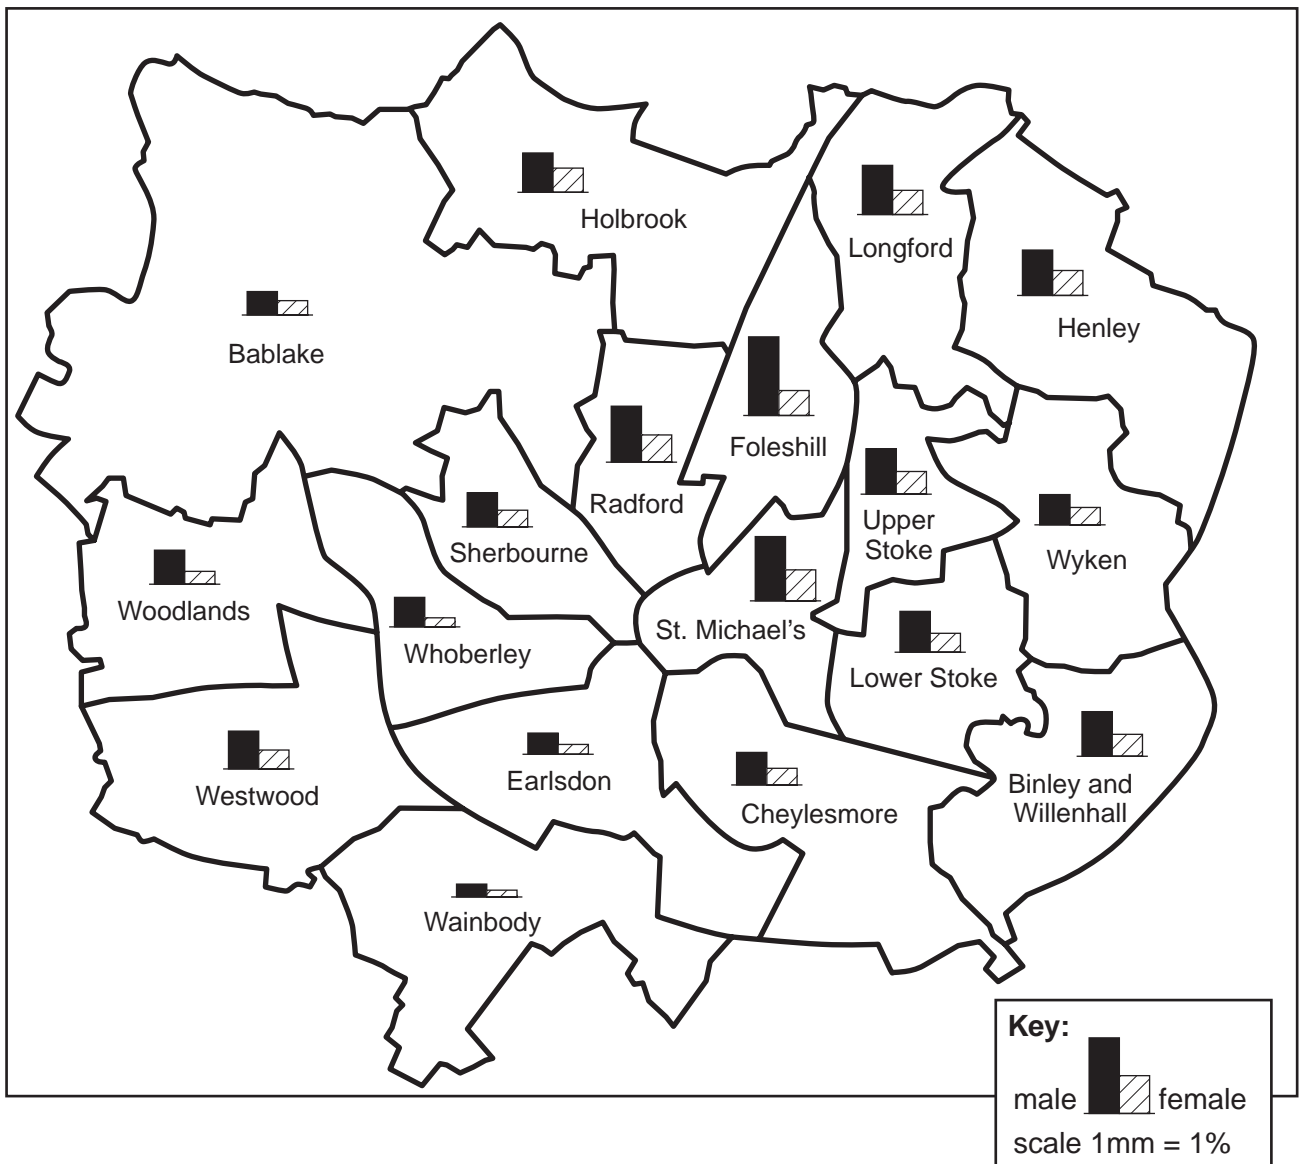 Holbrook
Longford
Henley
Bablake
Foleshill
Radford
Upper
Stoke
Sherbourne
Wyken
Woodlands
St. Michael's
Whoberley
Lower Stoke
Westwood
Earlsdon
Cheylesmore
Binley and
Willenhall
Wainbody
Key:
male female
scale 1mm = 1%